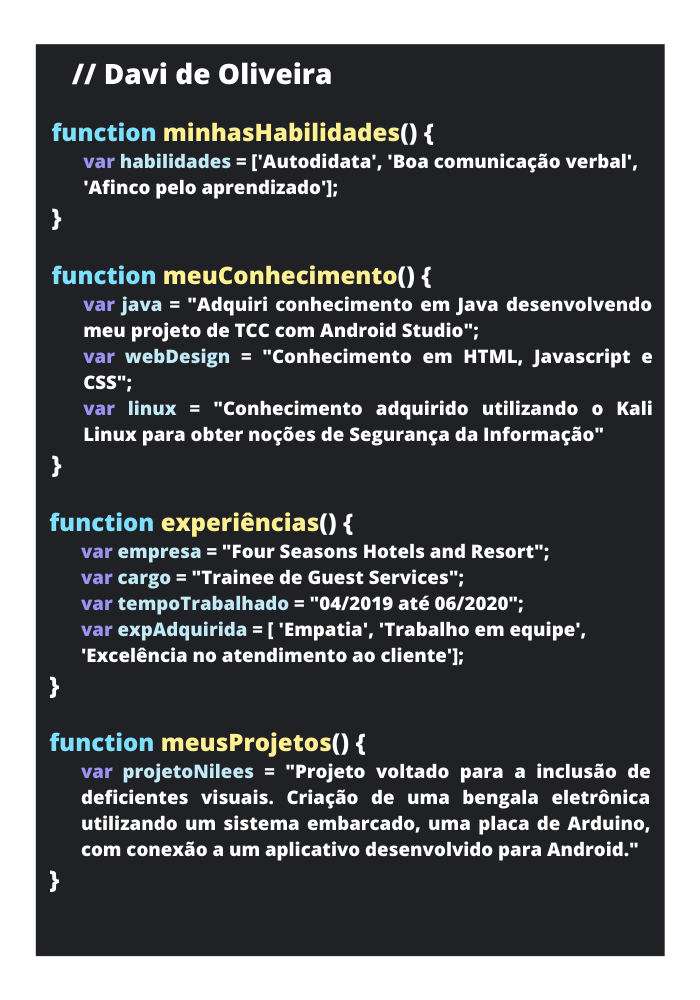 // Davi de Oliveira
function minhasHabilidades() {
var habilidades = ['Autodidata', 'Boa comunicação verbal',
'Afinco pelo aprendizado'];
}
function meuConhecimento() {
var java = "Adquiri conhecimento em Java desenvolvendo
meu projeto de TCC com Android Studio";
var webDesign = "Conhecimento em HTML, Javascript e
CSS";
var linux = "Conhecimento adquirido utilizando o Kali
Linux para obter noções de Segurança da Informação"
}
function experiências() {
var empresa = "Four Seasons Hotels and Resort";
var cargo = "Trainee de Guest Services";
var tempoTrabalhado = "04/2019 até 06/2020";
var expAdquirida = [ 'Empatia', 'Trabalho em equipe',
'Excelência no atendimento ao cliente'];
}
function meusProjetos() {
var projetoNilees = "Projeto voltado para a inclusão de
deficientes visuais. Criação de uma bengala eletrônica
utilizando um sistema embarcado, uma placa de Arduino,
com conexão a um aplicativo desenvolvido para Android."
}